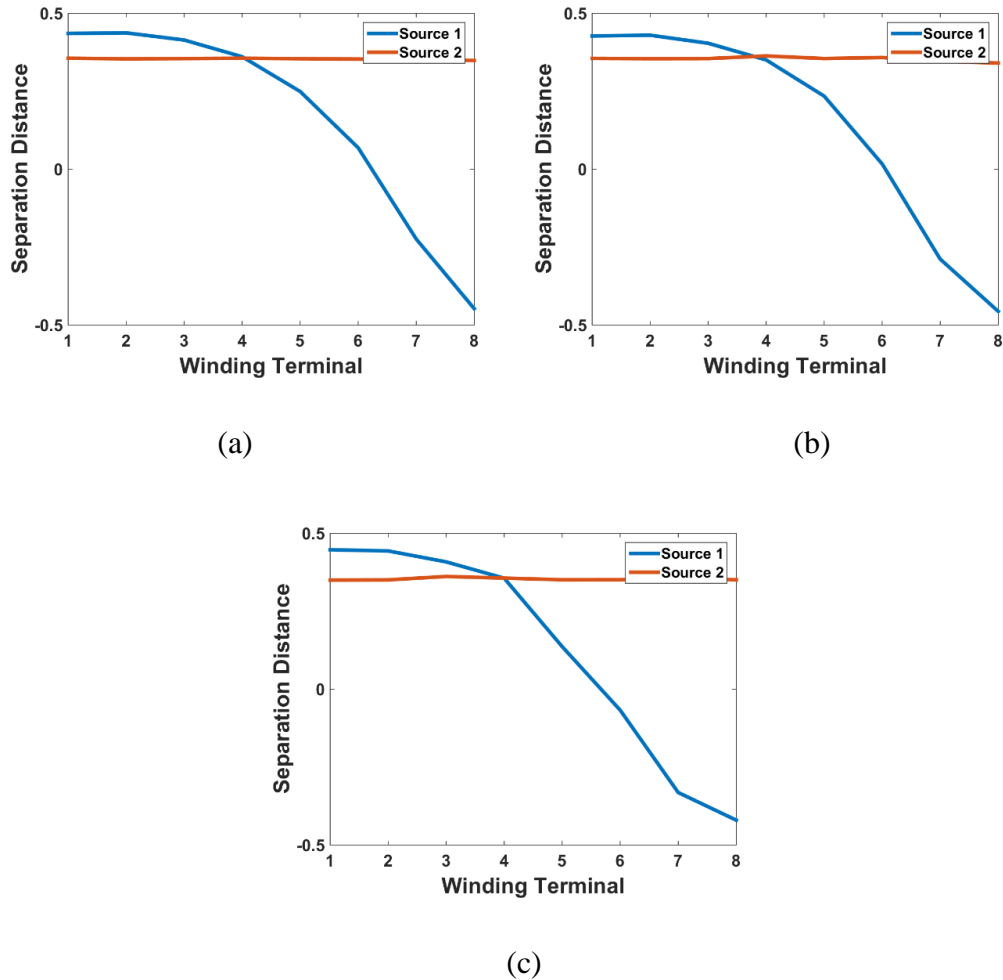 0.5
0
-0.5
Separation Distance
Source 1
Source 2
1 2 3 4 5 6 7 8
Winding Terminal
(a)
0.5
0
-0.5
Separation Distance
Source 1
Source 2
1 2 3 4 5 6 7 8
Winding Terminal
(b)
0.5
0
-0.5
Separation Distance
Source 1
Source 2
1 2 3 4 5 6 7 8
Winding Terminal
(c)